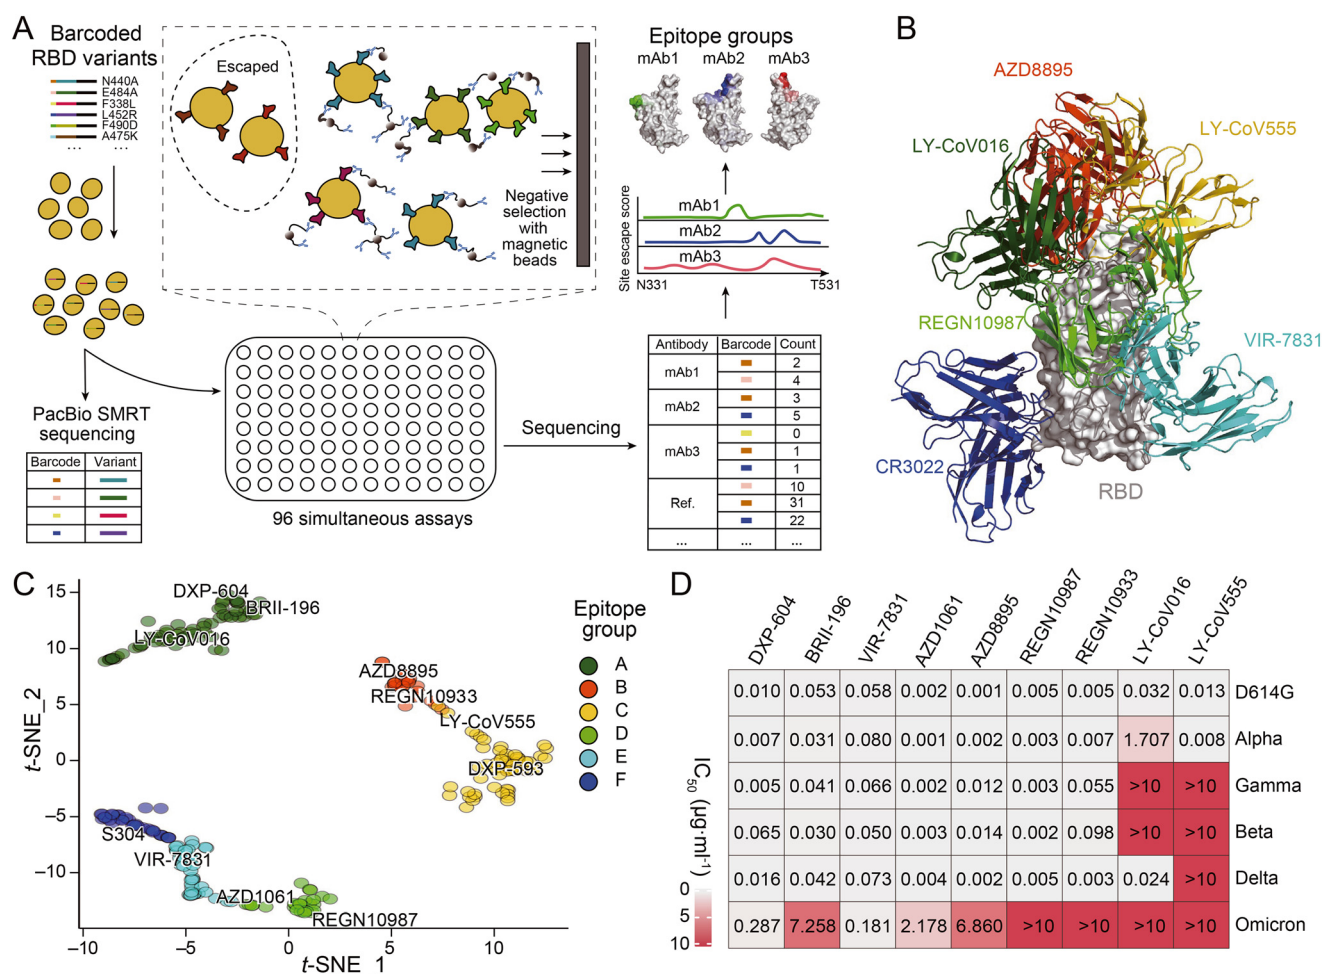 A
Barcoded
RBD variants
N440A
E484A
F338L
L452R
F490D
A475K
... ...
Escaped
Negative
selection
with
magnetic
beads
PacBio SMRT
sequencing
Barcode Variant
96 simultaneous assays
Sequencing
Epitope groups
mAb1 mAb2 mAb3
Site escape score
mAb1
mAb2
mAb3
N331 T531
Antibody Barcode Count
mAb1 2
4
mAb2 3
5
mAb3 0
1
1
Ref. 10
31
22
... ... ...
B
AZD8895
LY-CoV555
LY-CoV016
REGN10987
VIR-7831
CR3022
RBD
C
t-SNE_2
15
10
5
0
−5
−10
DXP-604
BRII-196
LY-CoV016
AZD8895
REGN10933
LY-CoV555
DXP-593
S304
VIR-7831
AZD1061
REGN10987
−10 −5 0 5 10
t-SNE_1
Epitope
group
A
B
C
D
E
F
D
DXP-604 BRII-196 VIR-7831 AZD1061 AZD8895 REGN10987 REGN10933 LY-CoV016 LY-CoV555
0.010 0.053 0.058 0.002 0.001 0.005 0.005 0.032 0.013 D614G
0.007 0.031 0.080 0.001 0.002 0.003 0.007 1.707 0.008 Alpha
0.005 0.041 0.066 0.002 0.012 0.003 0.055 >10 >10 Gamma
0.065 0.030 0.050 0.003 0.014 0.002 0.098 >10 >10 Beta
0.016 0.042 0.073 0.004 0.002 0.005 0.003 0.024 >10 Delta
0.287 7.258 0.181 2.178 6.860 >10 >10 >10 >10 Omicron
IC50 (μg·ml-1)
0
5
10